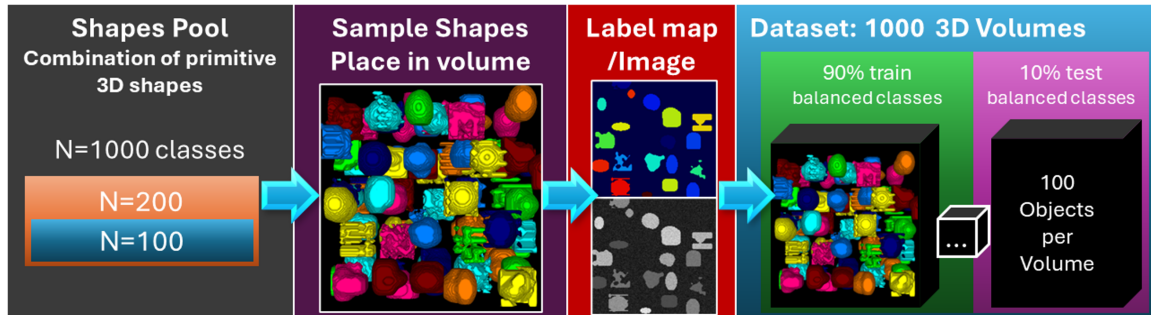 Shapes Pool
Combination of primitive
3D shapes
N=1000 classes
N=200
N=100
Sample Shapes
Place in volume
Label map
/Image
Dataset: 1000 3D Volumes
90% train
balanced classes
10% test
balanced classes
...
100
Objects
per
Volume